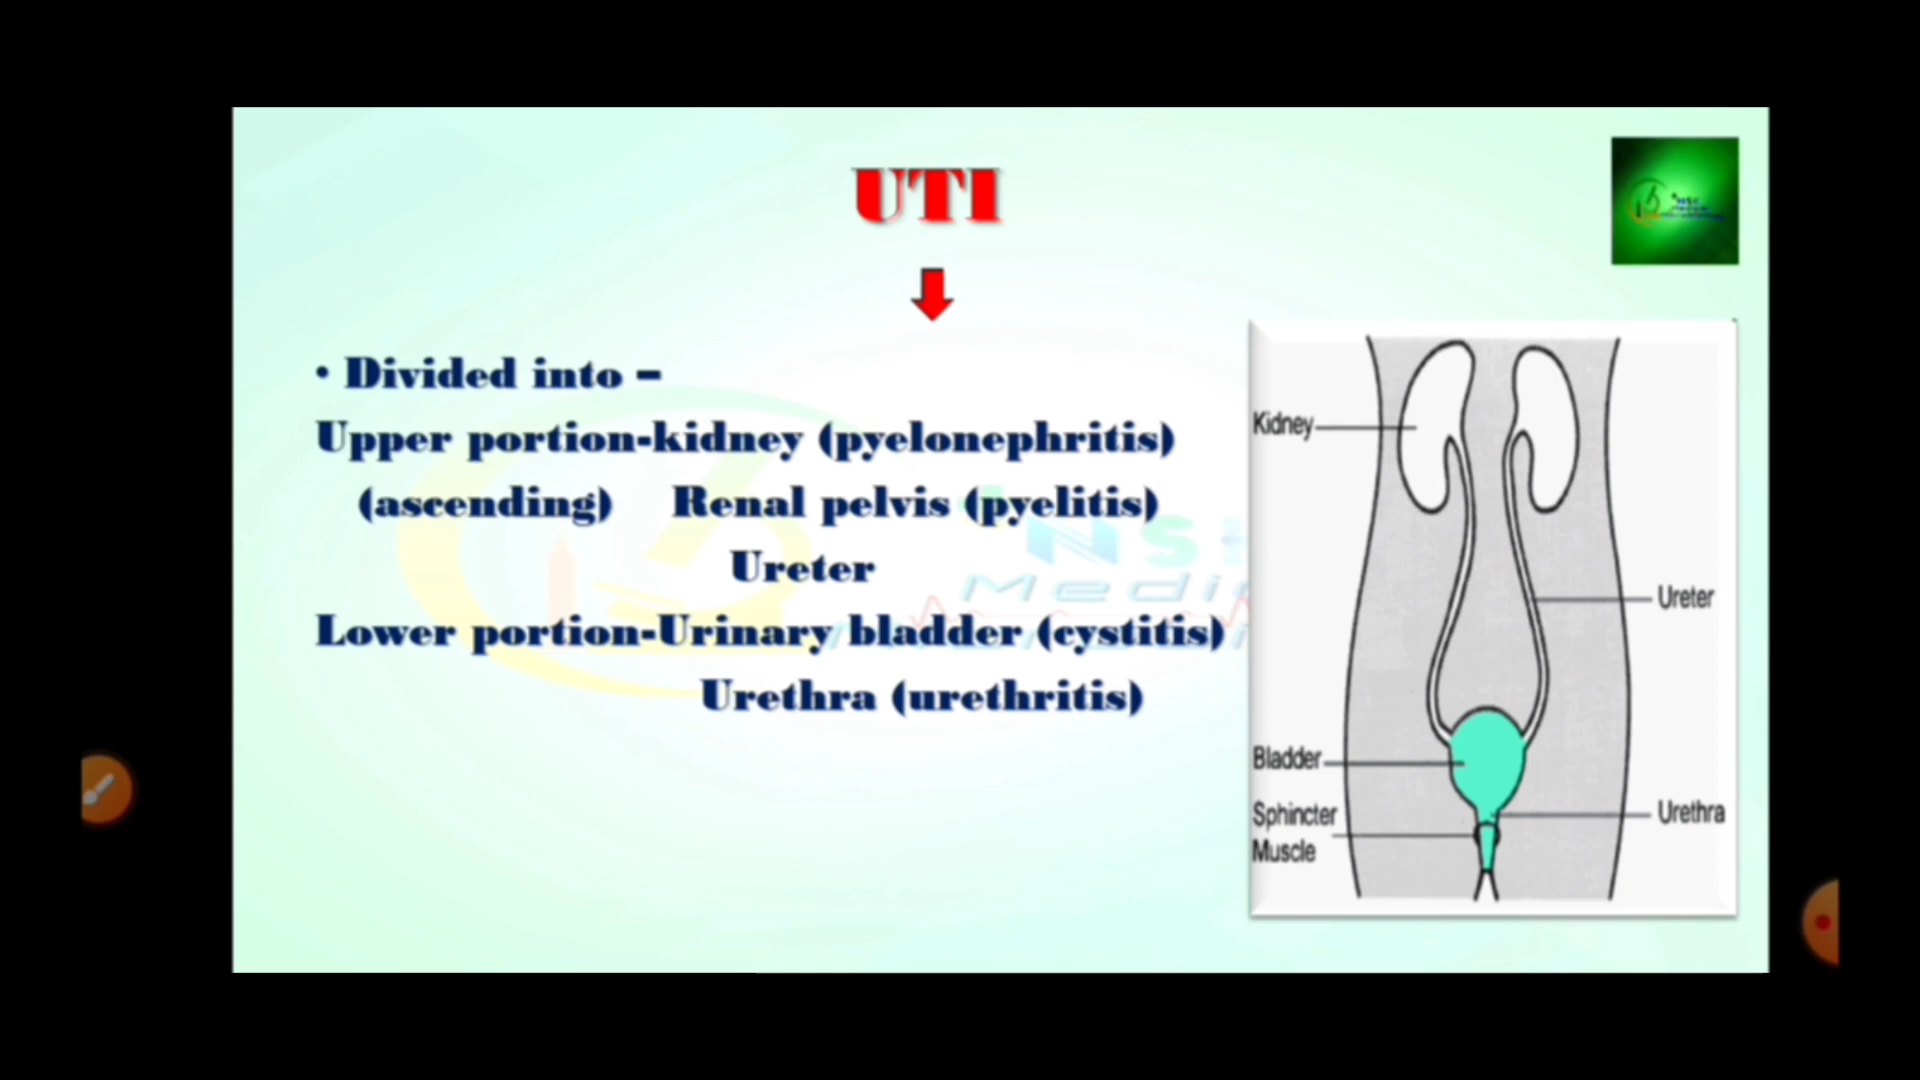 UTI
• Divided into –
Upper portion-kidney (pyelonephritis)
(ascending) Renal pelvis (pyelitis)
Ureter
Lower portion-Urinary bladder (cystitis)
Urethra (urethritis)
Kidney
Ureter
Bladder
Sphincter
Muscle
Urethra